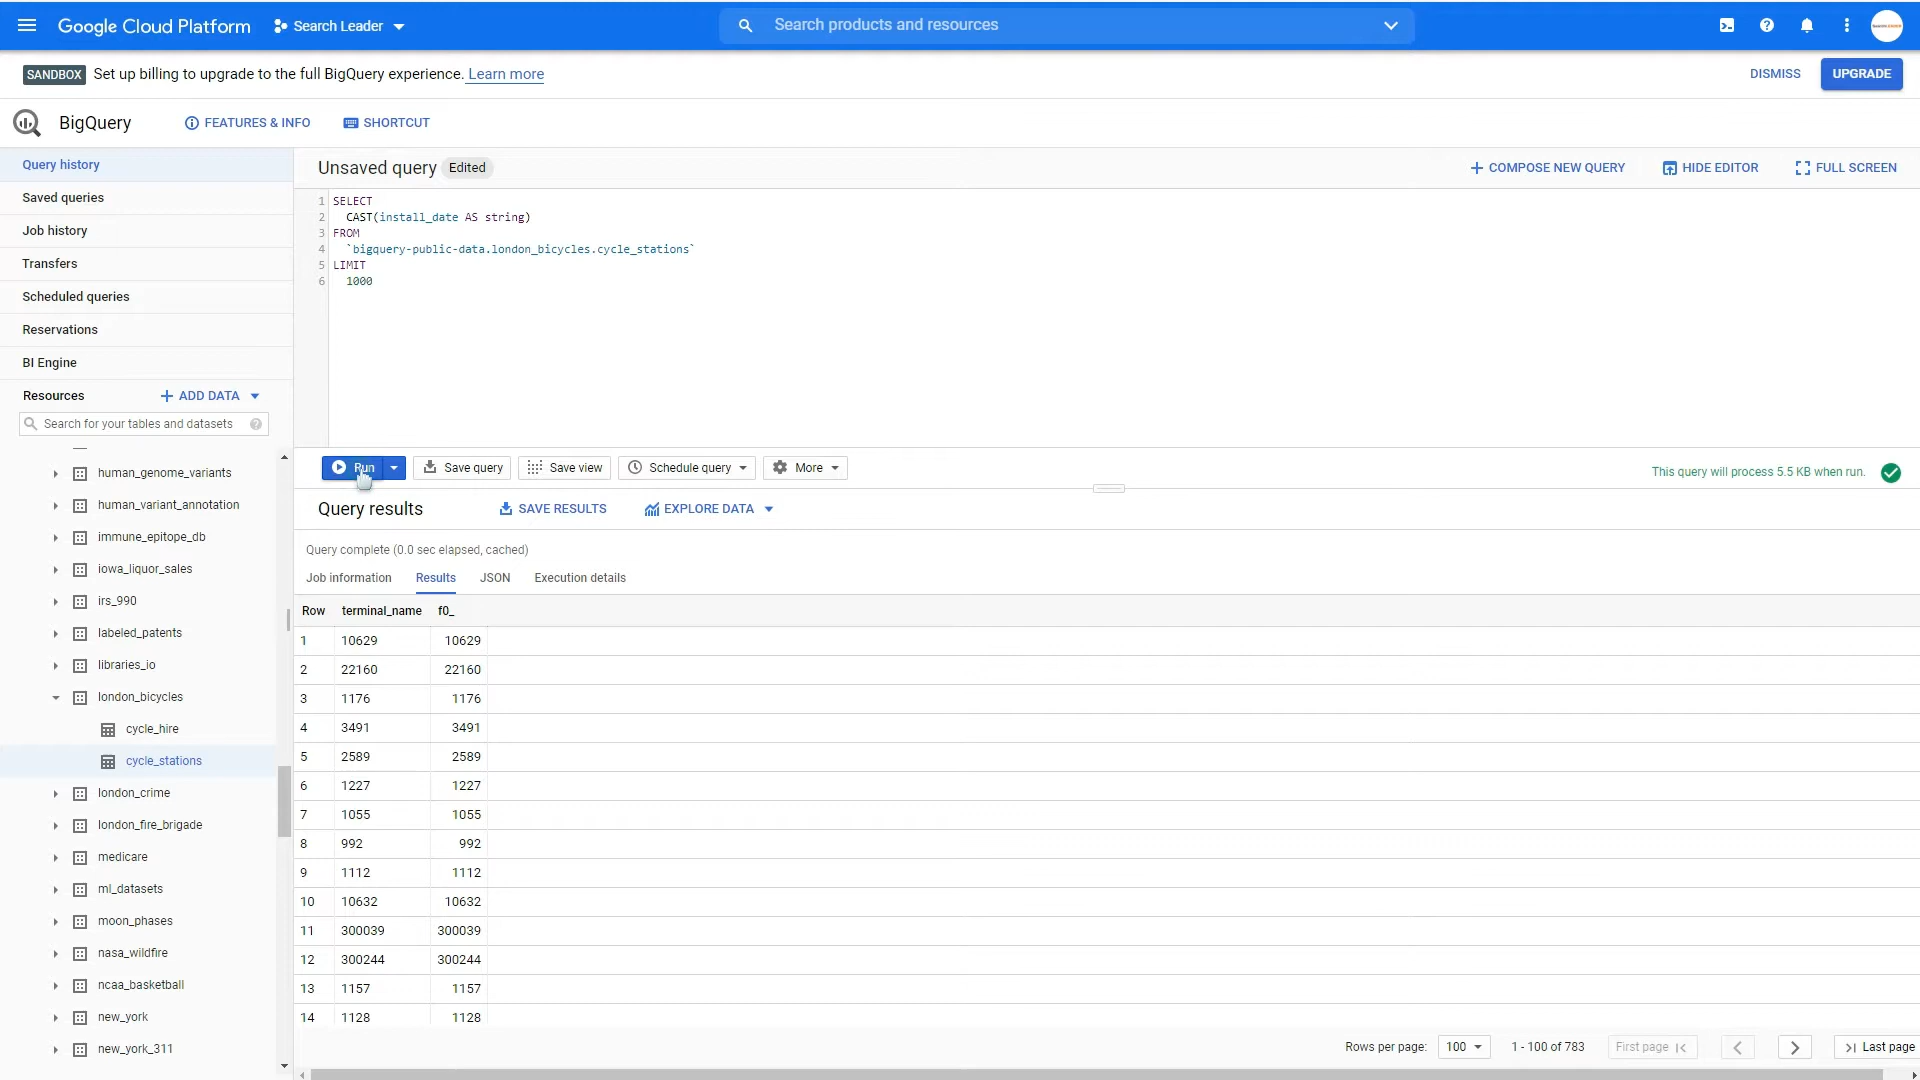 Google Cloud Platform
Search Leader
Search products and resources
SANDBOX Set up billing to upgrade to the full BigQuery experience. Learn more
DISMISS
UPGRADE
BigQuery
FEATURES & INFO
SHORTCUT
Query history
Saved queries
Job history
Transfers
Scheduled queries
Reservations
BI Engine
Resources
ADD DATA
Search for your tables and datasets
human_genome_variants
human_variant_annotation
immune_epitope_db
iowa_liquor_sales
irs_990
labeled_patents
libraries_io
london_bicycles
cycle_hire
cycle_stations
london_crime
london_fire_brigade
medicare
ml_datasets
moon_phases
nasa_wildfire
ncaa_basketball
new_york
new_york_311
Unsaved query Edited
+ COMPOSE NEW QUERY
HIDE EDITOR
FULL SCREEN
1 SELECT
2 CAST(install_date AS string)
3 FROM
4 `bigquery-public-data.london_bicycles.cycle_stations`
5 LIMIT
6 1000
Run
Save query
Save view
Schedule query
More
This query will process 5.5 KB when run.
Query results
SAVE RESULTS
EXPLORE DATA
Query complete (0.0 sec elapsed, cached)
Job information Results JSON Execution details
Row terminal_name f0_
1 10629 10629
2 22160 22160
3 1176 1176
4 3491 3491
5 2589 2589
6 1227 1227
7 1055 1055
8 992 992
9 1112 1112
10 10632 10632
11 300039 300039
12 300244 300244
13 1157 1157
14 1128 1128
Rows per page: 100 1 - 100 of 783 First page Last page